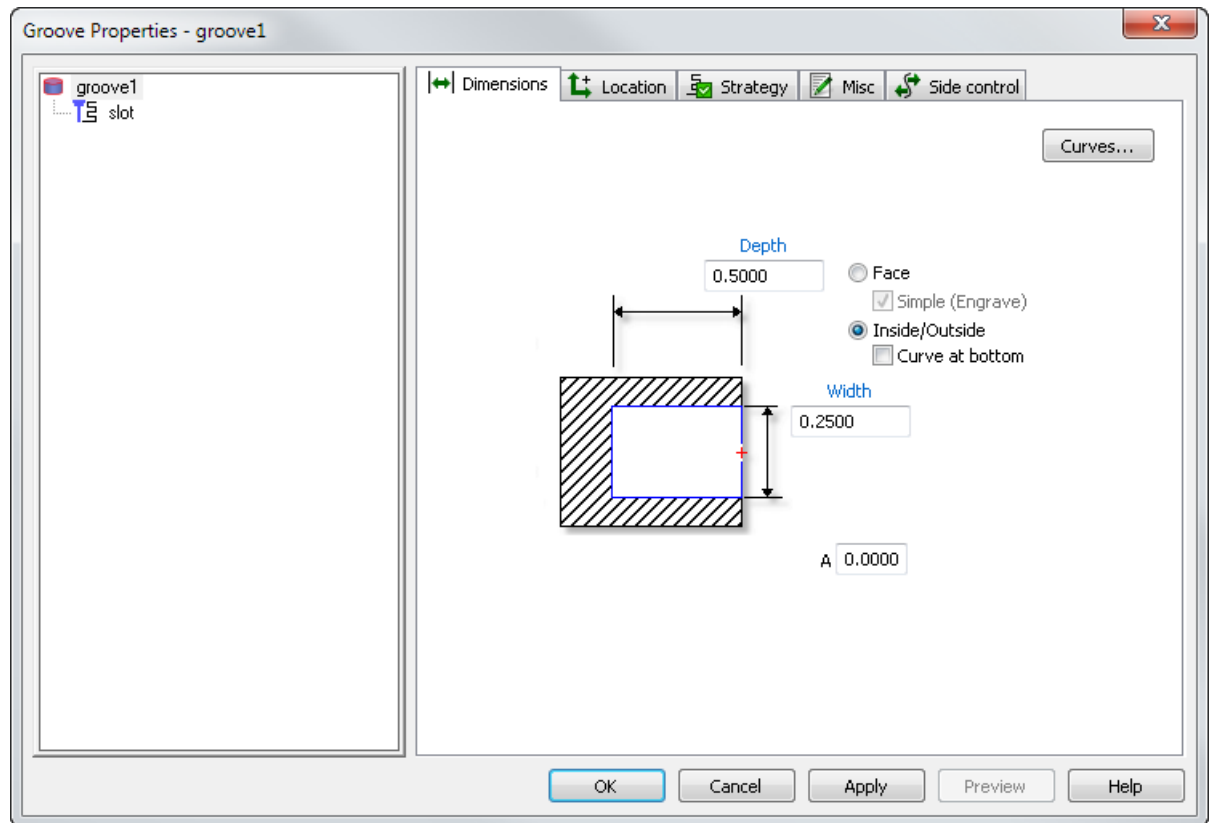 Groove Properties - groove1
groove1
slot
Dimensions Location Strategy Misc Side control
Curves...
Depth
0.5000
Face
Simple (Engrave)
Inside/Outside
Curve at bottom
Width
0.2500
A 0.0000
OK Cancel Apply Preview Help